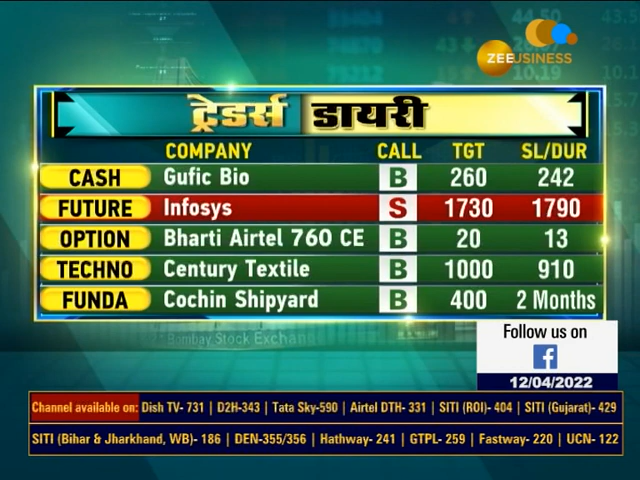 ZEE BUSINESS
ट्रेडर्स डायरी
COMPANY CALL TGT SL/DUR
CASH Gufic Bio B 260 242
FUTURE Infosys S 1730 1790
OPTION Bharti Airtel 760 CE B 20 13
TECHNO Century Textile B 1000 910
FUNDA Cochin Shipyard B 400 2 Months
Bombay Stock Exchan
Follow us on
12/04/2022
Channel available on: Dish TV- 731 | D2H-343 | Tata Sky-590 | Airtel DTH- 331 | SITI (ROI)- 404 | SITI (Gujarat)- 429
SITI (Bihar & Jharkhand, WB)- 186 | DEN-355/356 | Hathway- 241 | GTPL- 259 | Fastway- 220 | UCN- 122